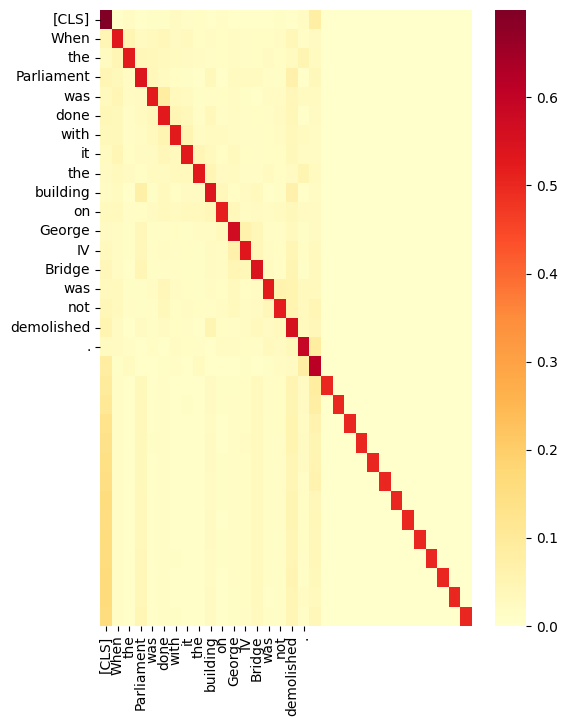 [CLS]
When
the
Parliament
was
done
with
it
the
building
on
George
IV
Bridge
was
not
demolished
.
0.6
0.5
0.4
0.3
0.2
0.1
0.0
[CLS]
When
the
Parliament
was
done
with
it
the
building
on
George
IV
Bridge
was
not
demolished
.